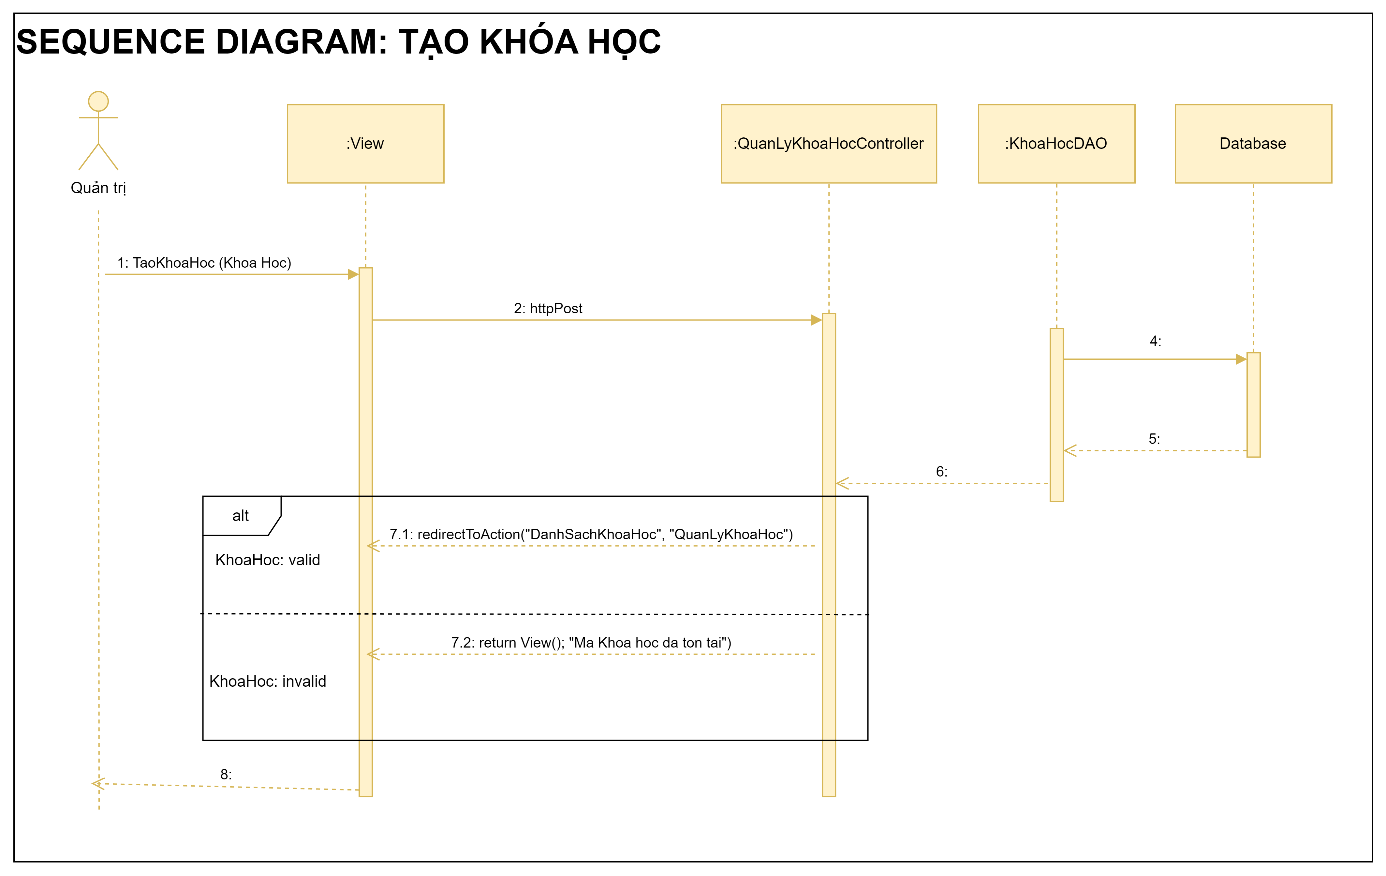 SEQUENCE DIAGRAM: TẠO KHÓA HỌC
Quản trị
:View
:QuanLyKhoaHocController
:KhoaHocDAO
Database
1: TaoKhoaHoc (Khoa Hoc)
2: httpPost
4:
5:
6:
alt
7.1: redirectToAction("DanhSachKhoaHoc", "QuanLyKhoaHoc")
KhoaHoc: valid
7.2: return View(); "Ma Khoa hoc da ton tai")
KhoaHoc: invalid
8: